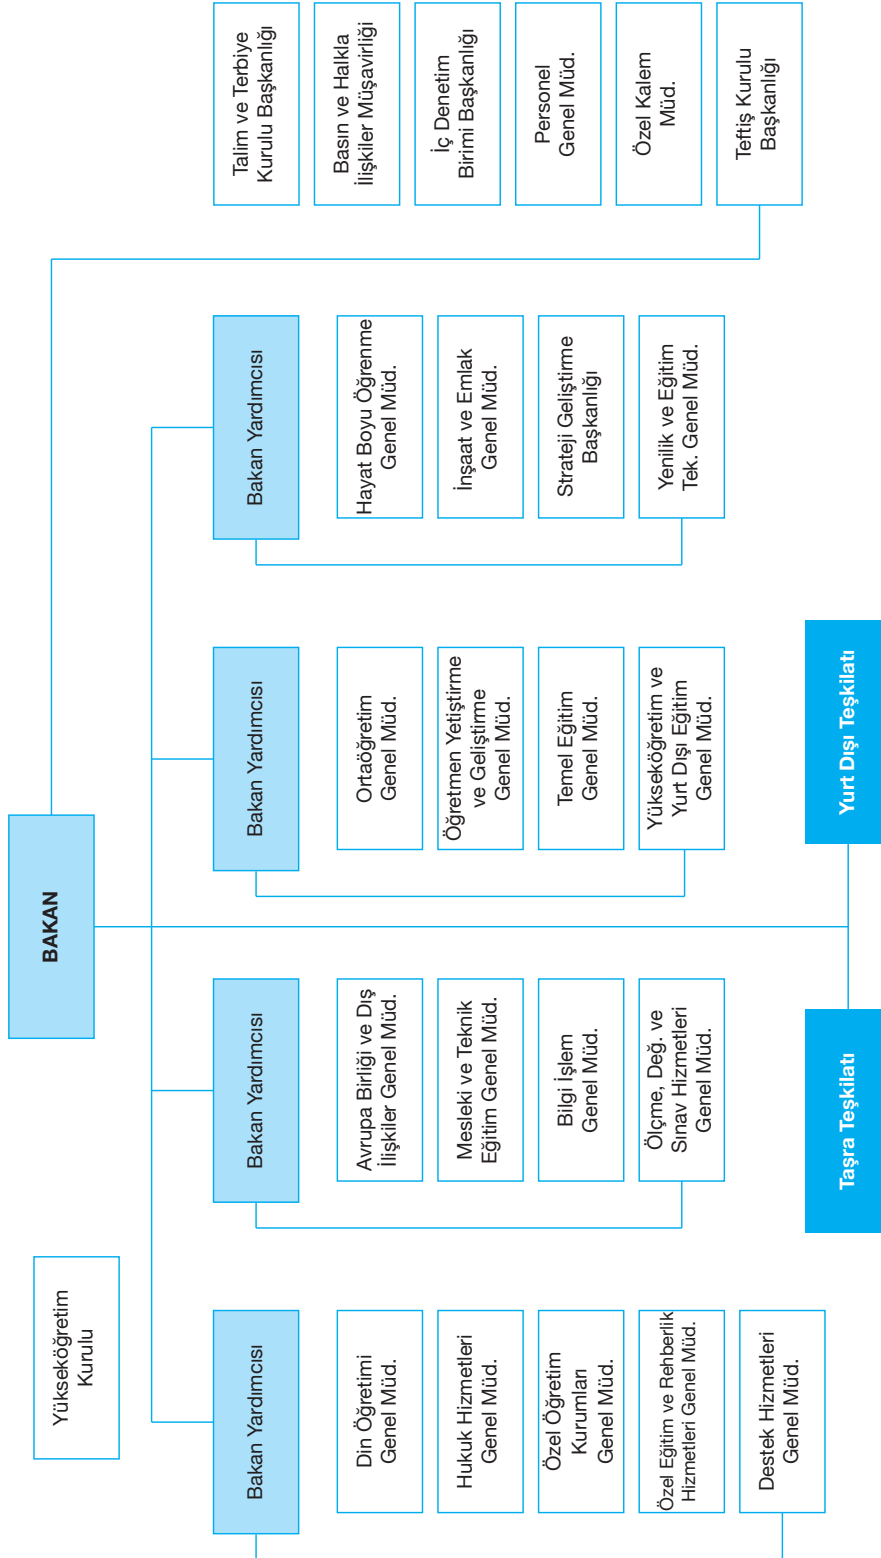 BAKAN
Yükseköğretim
Kurulu
Bakan Yardımcısı
Din Öğretimi
Genel Müd.
Hukuk Hizmetleri
Genel Müd.
Özel Öğretim
Kurumları
Genel Müd.
Özel Eğitim ve Rehberlik
Hizmetleri Genel Müd.
Destek Hizmetleri
Genel Müd.
Bakan Yardımcısı
Avrupa Birliği ve Dış
İlişkiler Genel Müd.
Mesleki ve Teknik
Eğitim Genel Müd.
Bilgi İşlem
Genel Müd.
Ölçme, Değ. ve
Sınav Hizmetleri
Genel Müd.
Bakan Yardımcısı
Ortaöğretim
Genel Müd.
Öğretmen Yetiştirme
ve Geliştirme
Genel Müd.
Temel Eğitim
Genel Müd.
Yükseköğretim ve
Yurt Dışı Eğitim
Genel Müd.
Bakan Yardımcısı
Hayat Boyu Öğrenme
Genel Müd.
İnşaat ve Emlak
Genel Müd.
Strateji Geliştirme
Başkanlığı
Yenilik ve Eğitim
Tek. Genel Müd.
Talim ve Terbiye
Kurulu Başkanlığı
Basın ve Halkla
İlişkiler Müşavirliği
İç Denetim
Birimi Başkanlığı
Personel
Genel Müd.
Özel Kalem
Müd.
Teftiş Kurulu
Başkanlığı
Taşra Teşkilatı
Yurt Dışı Teşkilatı